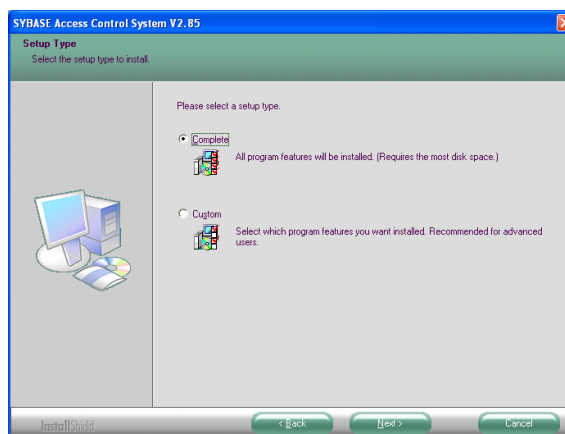 SYBASE Access Control System V2.85
Setup Type
Select the setup type to install.
Please select a setup type.
Complete
All program features will be installed. (Requires the most disk space.)
Custom
Select which program features you want installed. Recommended for advanced
users.
InstallShield
< Back
Next >
Cancel